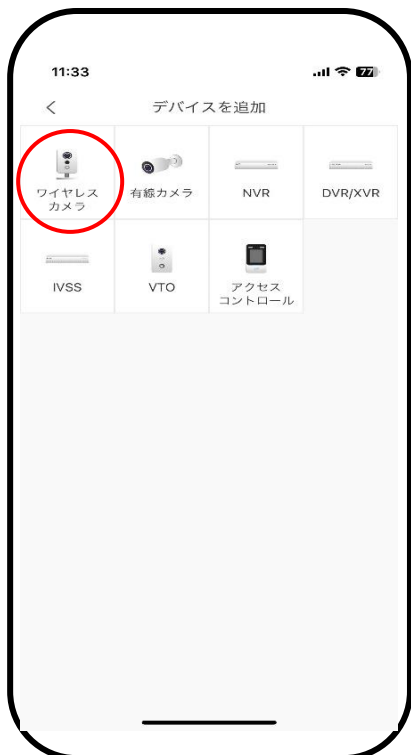 11:33
77
デバイスを追加
ワイヤレス
カメラ
有線カメラ
NVR
DVR/XVR
IVSS
VTO
アクセス
コントロール